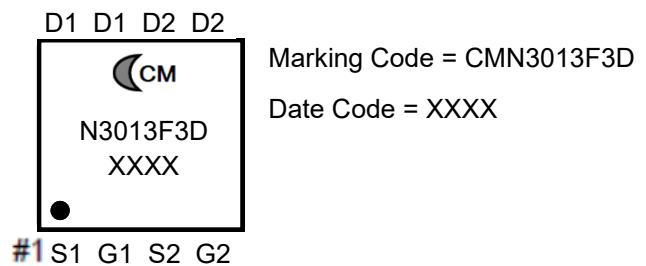 D1 D1 D2 D2
CM
N3013F3D
XXXX
#1 S1 G1 S2 G2
Marking Code = CMN3013F3D
Date Code = XXXX